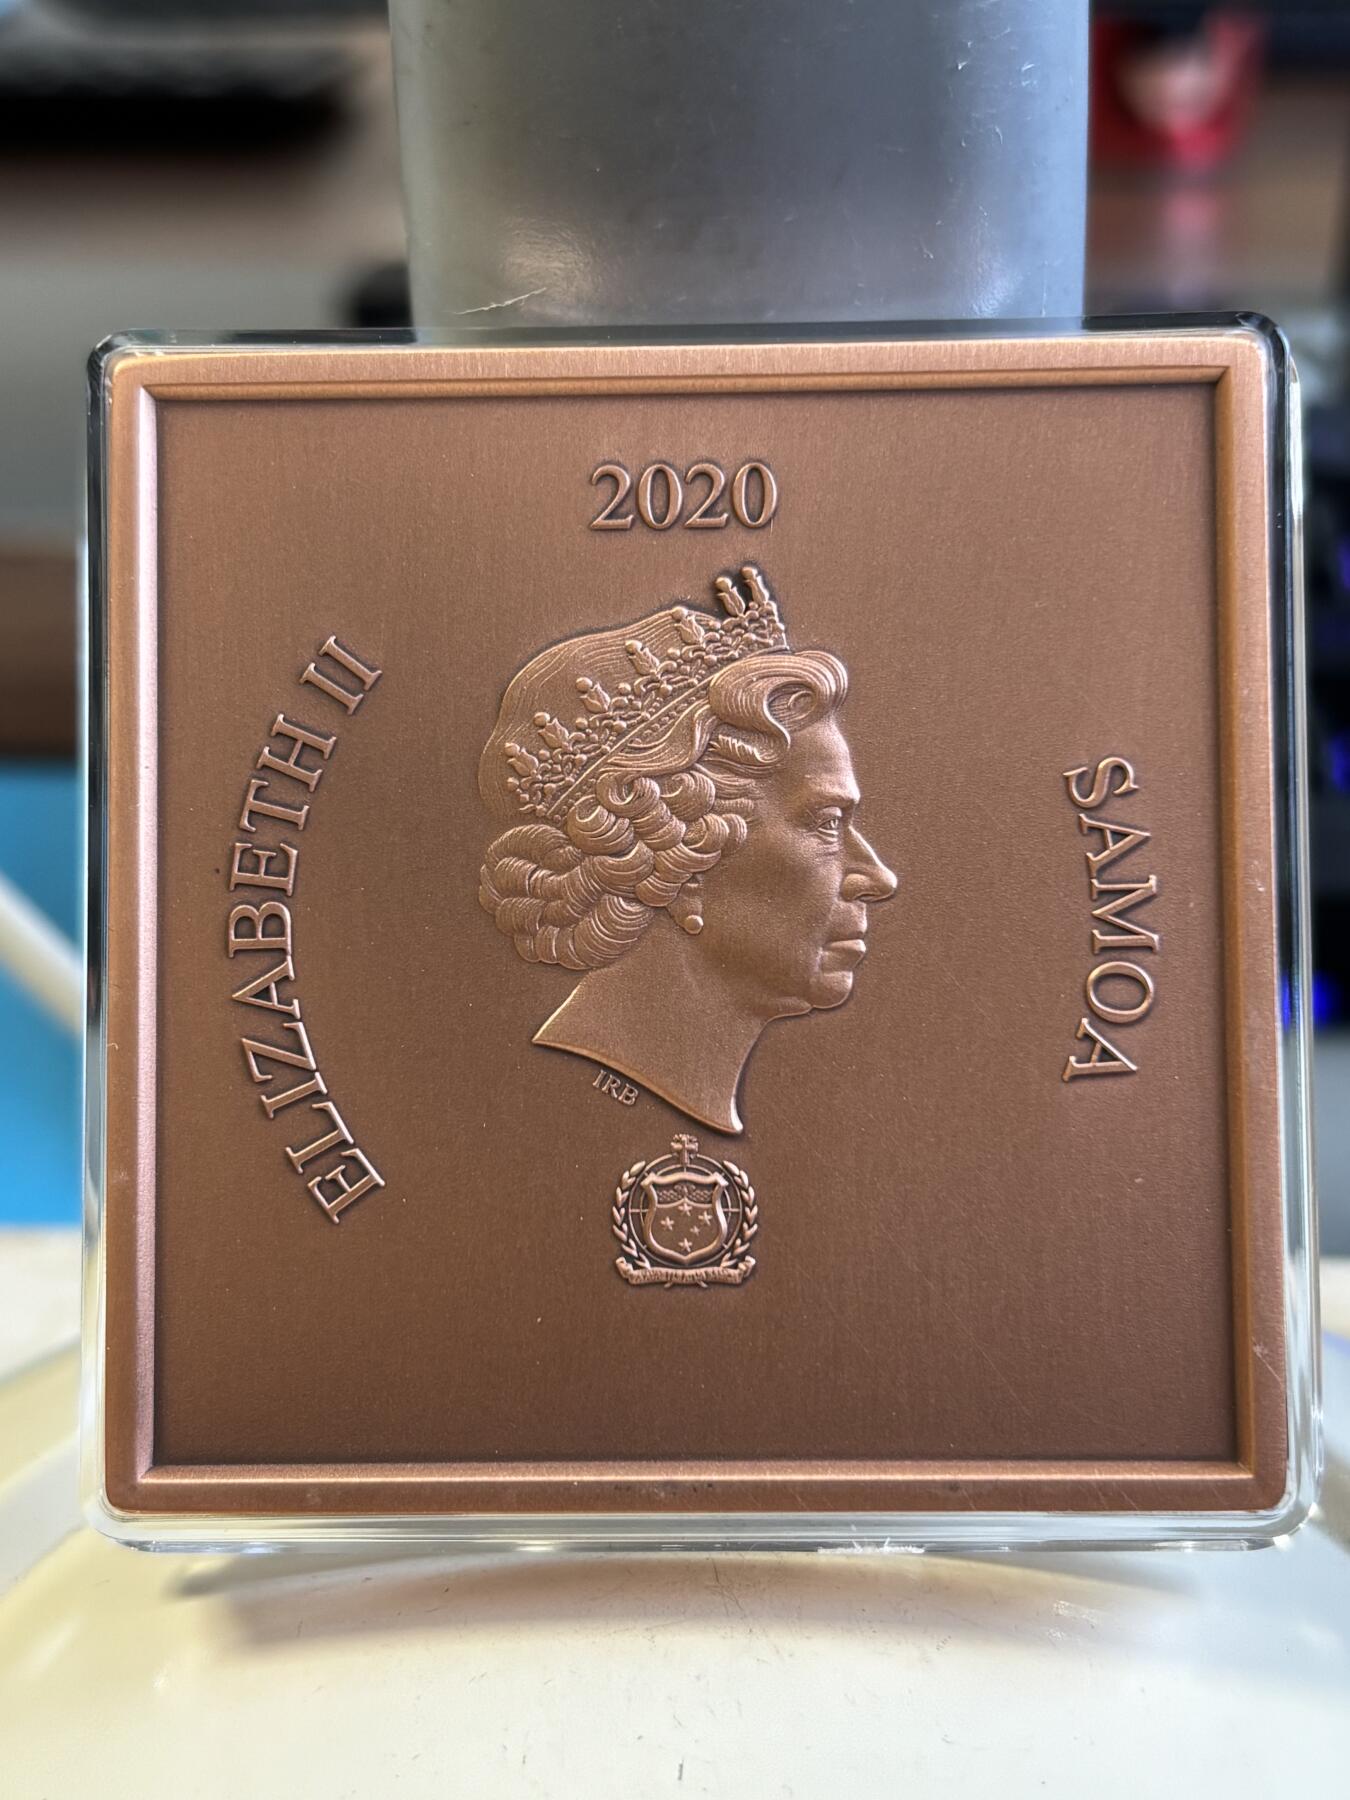 2020
ELIZABETH II
SAMOA
IRB